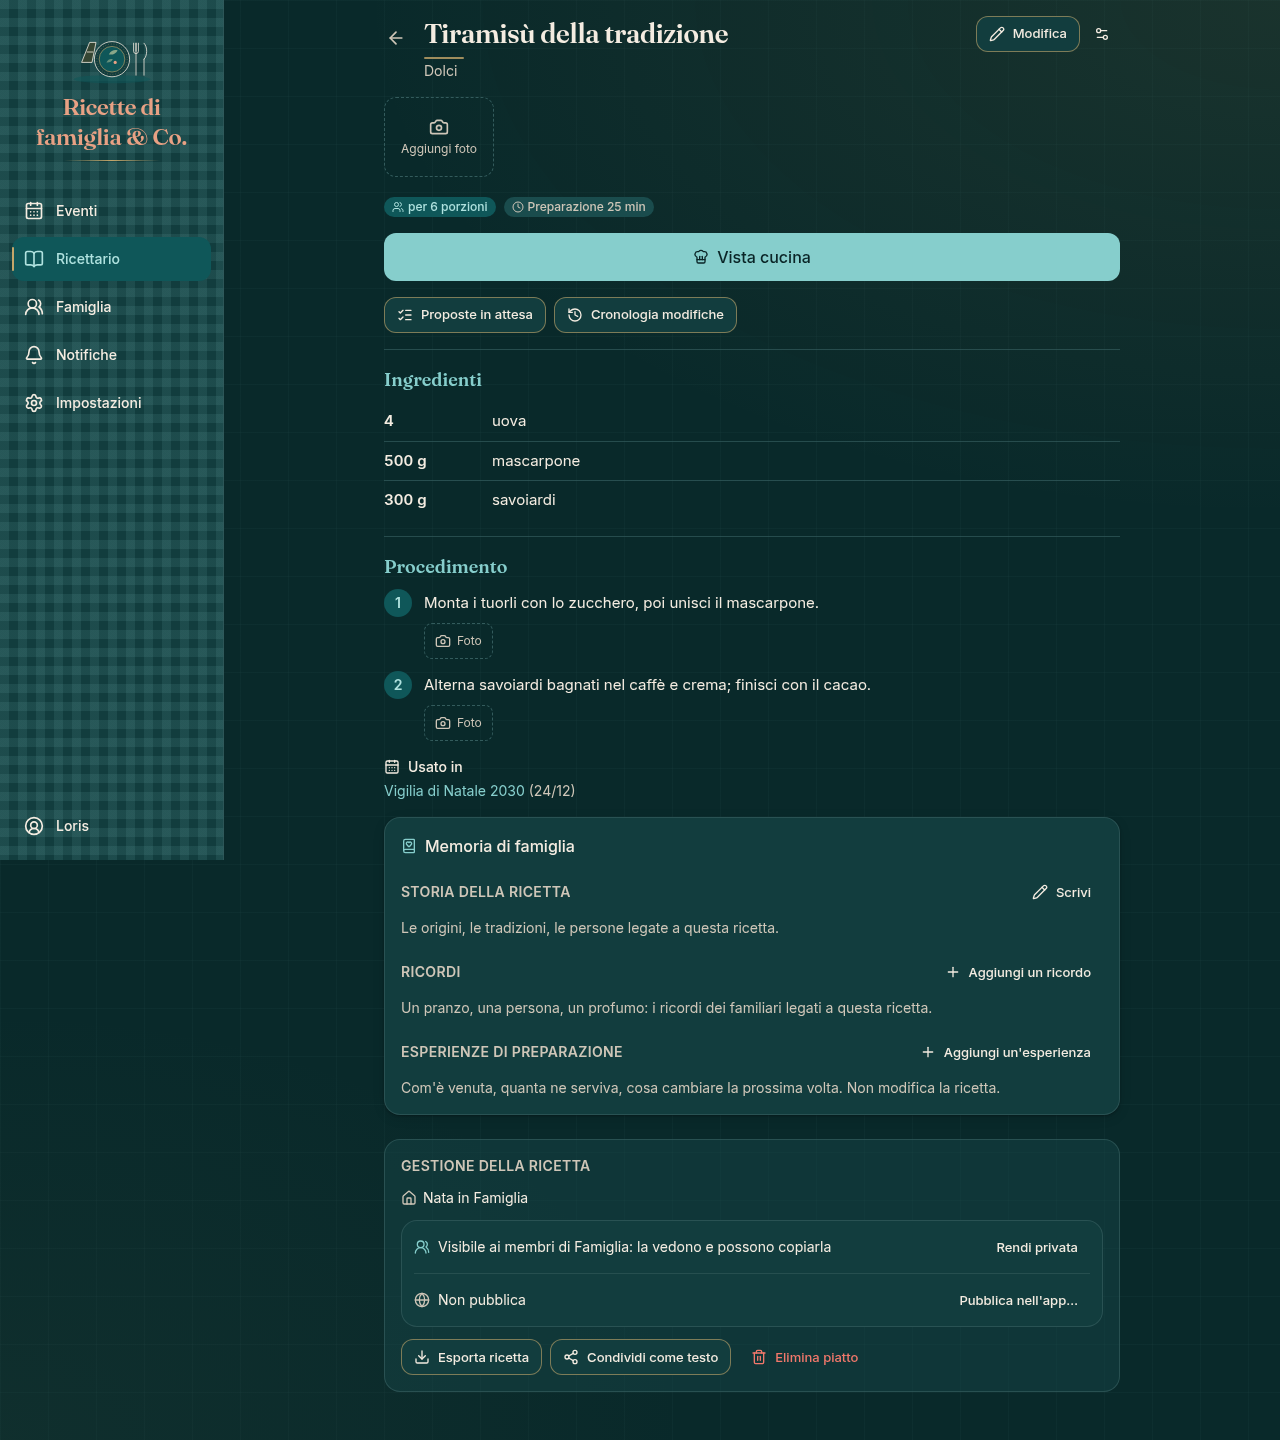 Ricette di
famiglia & Co.
Eventi
Ricettario
Famiglia
Notifiche
Impostazioni
Loris
Tiramisù della tradizione
Dolci
Modifica
Aggiungi foto
per 6 porzioni
Preparazione 25 min
Vista cucina
Proposte in attesa
Cronologia modifiche
Ingredienti
4 uova
500 g mascarpone
300 g savoiardi
Procedimento
1 Monta i tuorli con lo zucchero, poi unisci il mascarpone.
Foto
2 Alterna savoiardi bagnati nel caffè e crema; finisci con il cacao.
Foto
Usato in
Vigilia di Natale 2030 (24/12)
Memoria di famiglia
STORIA DELLA RICETTA
Scrivi
Le origini, le tradizioni, le persone legate a questa ricetta.
RICORDI
Aggiungi un ricordo
Un pranzo, una persona, un profumo: i ricordi dei familiari legati a questa ricetta.
ESPERIENZE DI PREPARAZIONE
Aggiungi un'esperienza
Com'è venuta, quanta ne serviva, cosa cambiare la prossima volta. Non modifica la ricetta.
GESTIONE DELLA RICETTA
Nata in Famiglia
Visibile ai membri di Famiglia: la vedono e possono copiarla
Rendi privata
Non pubblica
Pubblica nell'app...
Esporta ricetta
Condividi come testo
Elimina piatto